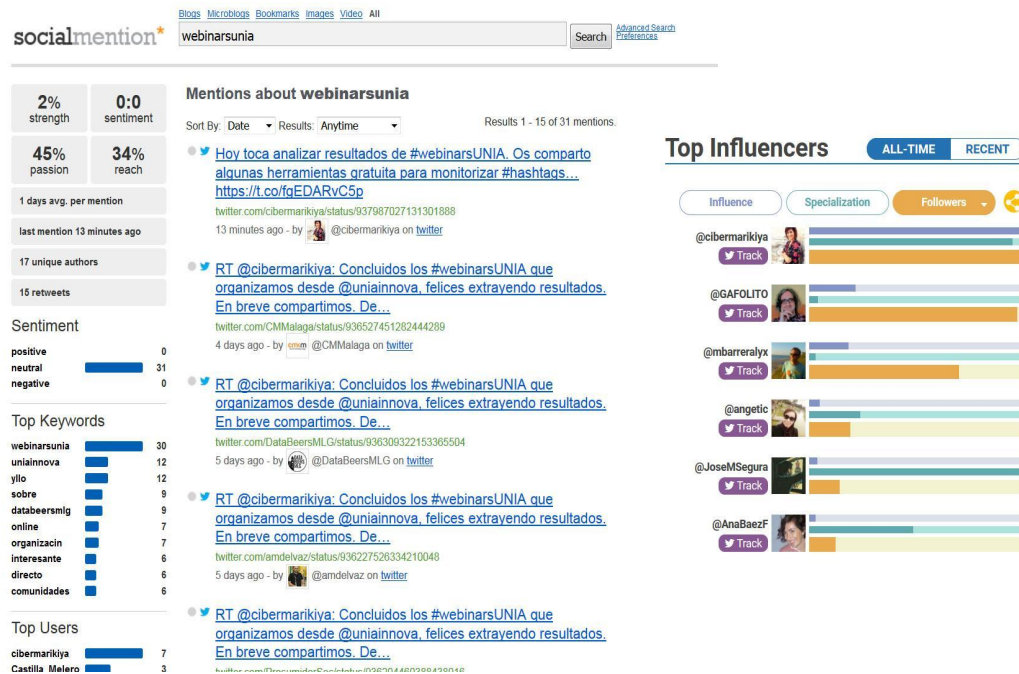 Blogs Microblogs Bookmarks Images Video All
socialmention*
webinarsunia
Search
Advanced Search
Preferences
2%
strength
0:0
sentiment
45%
passion
34%
reach
1 days avg. per mention
last mention 13 minutes ago
17 unique authors
15 retweets
Sentiment
positive 0
neutral 31
negative 0
Top Keywords
webinarsunia 30
uniainnova 12
yllo 12
sobre 9
databeersmlg 9
online 7
organizacin 7
interesante 6
directo 6
comunidades 6
Top Users
cibermarikiya 7
Castilla_Melero 3
Mentions about webinarsunia
Sort By: Date Results: Anytime
Results 1 - 15 of 31 mentions.
Hoy toca analizar resultados de #webinarsUNIA. Os comparto
algunas herramientas gratuita para monitorizar #hashtags…
https://t.co/fgEDARvC5p
twitter.com/cibermarikiya/status/937987027131301888
13 minutes ago - by @cibermarikiya on twitter
RT @cibermarikiya: Concluidos los #webinarsUNIA que
organizamos desde @uniainnova, felices extrayendo resultados.
En breve compartimos. De…
twitter.com/CMMalaga/status/936527451282444289
4 days ago - by @CMMalaga on twitter
RT @cibermarikiya: Concluidos los #webinarsUNIA que
organizamos desde @uniainnova, felices extrayendo resultados.
En breve compartimos. De…
twitter.com/DataBeersMLG/status/936309322153365504
5 days ago - by @DataBeersMLG on twitter
RT @cibermarikiya: Concluidos los #webinarsUNIA que
organizamos desde @uniainnova, felices extrayendo resultados.
En breve compartimos. De…
twitter.com/amdelvaz/status/936227526334210048
5 days ago - by @amdelvaz on twitter
RT @cibermarikiya: Concluidos los #webinarsUNIA que
organizamos desde @uniainnova, felices extrayendo resultados.
En breve compartimos. De…
Top Influencers
ALL-TIME RECENT
Influence Specialization Followers
@cibermarikiya
Track
@GAFOLITO
Track
@mbarreralyx
Track
@angetic
Track
@JoseMSegura
Track
@AnaBaezF
Track